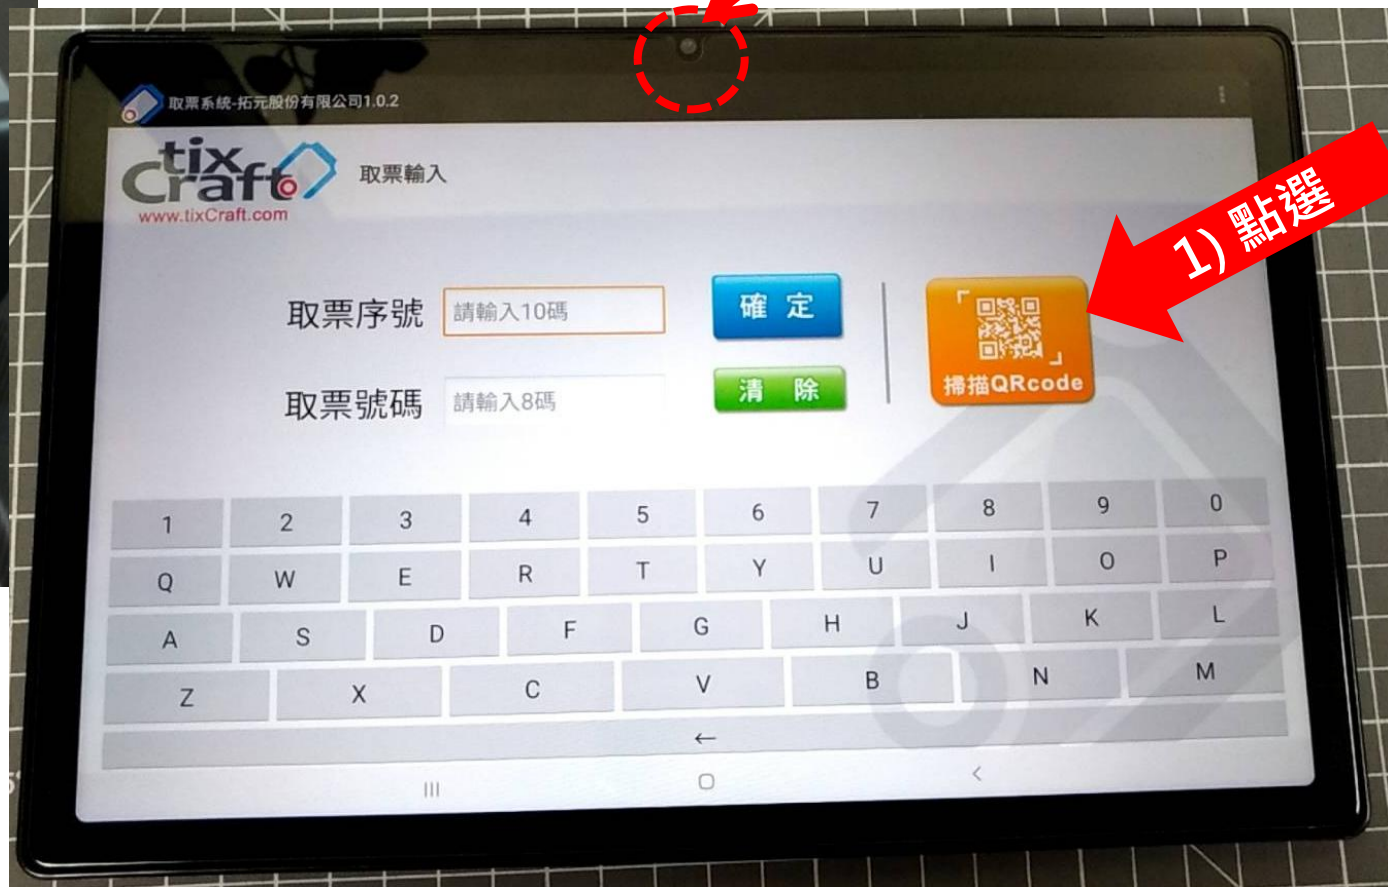 取票系統-拓元股份有限公司1.0.2
tix
Craft
www.tixCraft.com
取票輸入
1) 點選
取票序號 請輸入10碼 確 定
掃描QRcode
取票號碼 請輸入8碼 清 除
1 2 3 4 5 6 7 8 9 0
Q W E R T Y U I O P
A S D F G H J K L
Z X C V B N M
←